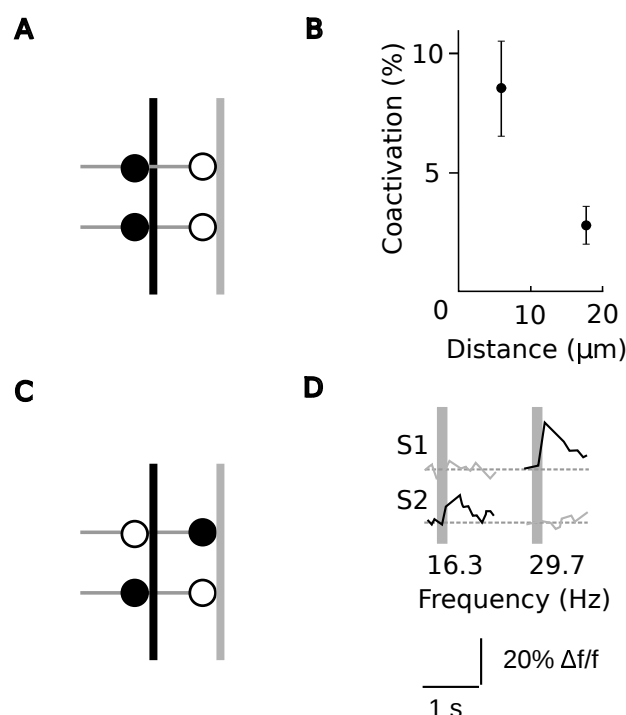 A
B
Coactivation (%)
10
5
0
10
20
Distance (μm)
C
D
S1
S2
16.3
29.7
Frequency (Hz)
20% Δf/f
1 s